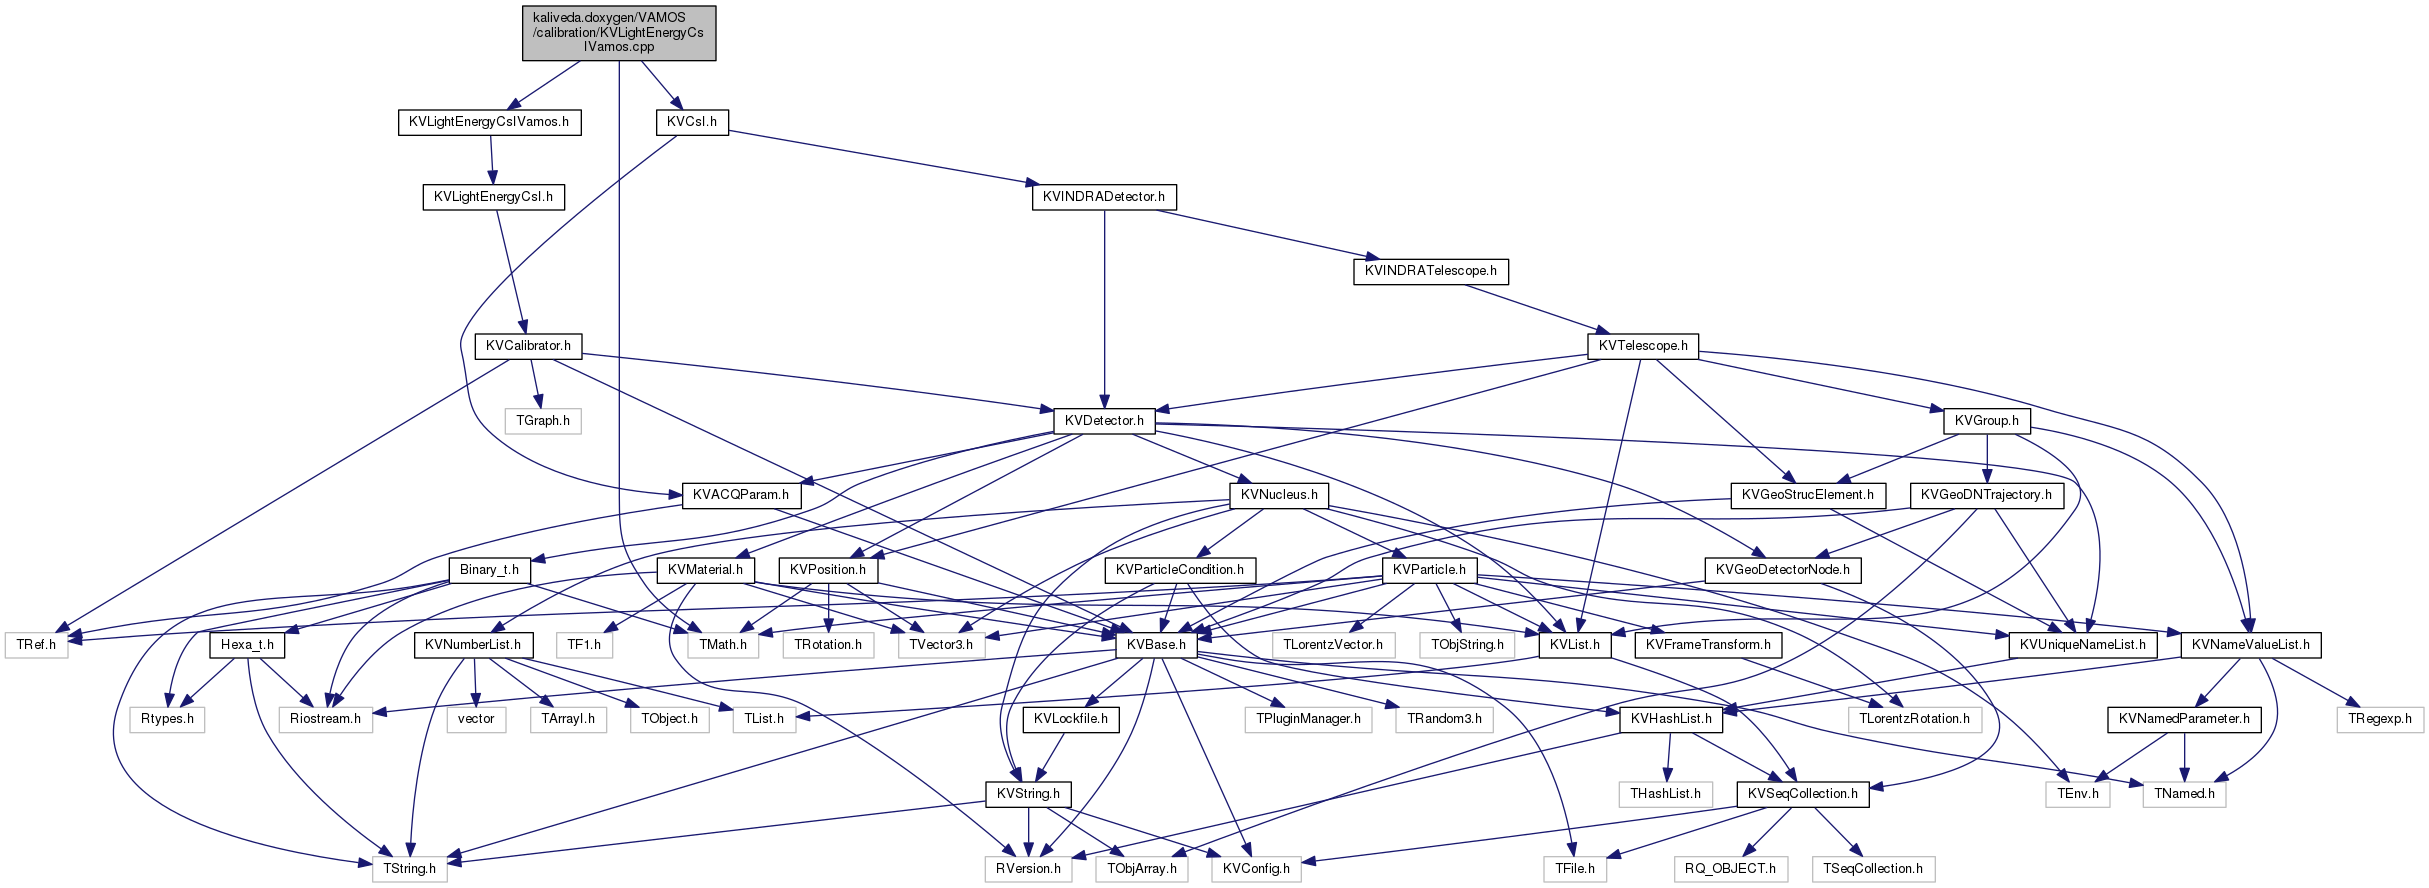 kaliveda.doxygen/VAMOS
/calibration/KVLightEnergyCs
IVamos.cpp
KVLightEnergyCsIVamos.h
KVCsI.h
KVLightEnergyCsI.h
KVINDRADetector.h
KVINDRATelescope.h
KVCalibrator.h
KVTelescope.h
TGraph.h
KVDetector.h
KVGroup.h
KVACQParam.h
KVNucleus.h
KVGeoStrucElement.h
KVGeoDNTrajectory.h
Binary_t.h
KVMaterial.h
KVPosition.h
KVParticleCondition.h
KVParticle.h
KVGeoDetectorNode.h
TRef.h
Hexa_t.h
KVNumberList.h
TF1.h
TMath.h
TRotation.h
TVector3.h
KVBase.h
TLorentzVector.h
TObjString.h
KVList.h
KVFrameTransform.h
KVUniqueNameList.h
KVNameValueList.h
Rtypes.h
Riostream.h
vector
TArrayI.h
TObject.h
TList.h
KVLockfile.h
TPluginManager.h
TRandom3.h
KVHashList.h
TLorentzRotation.h
KVNamedParameter.h
TRegexp.h
KVString.h
THashList.h
KVSeqCollection.h
TEnv.h
TNamed.h
TString.h
RVersion.h
TObjArray.h
KVConfig.h
TFile.h
RQ_OBJECT.h
TSeqCollection.h